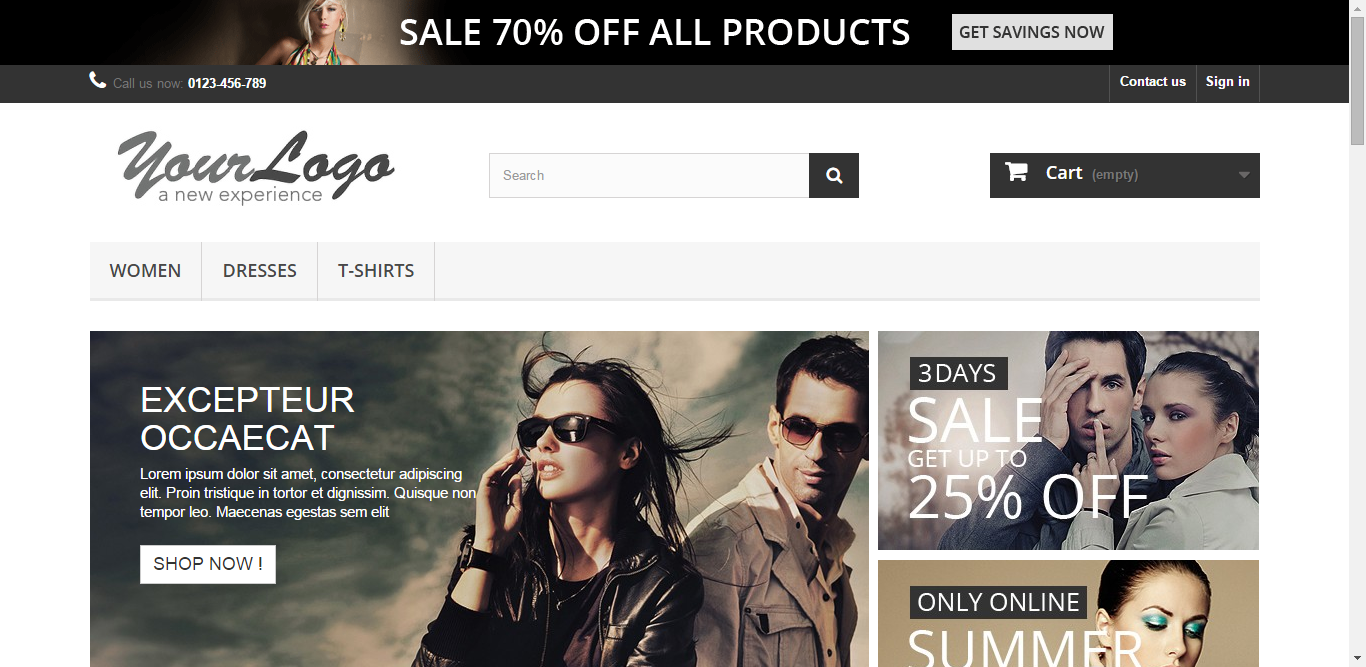 SALE 70% OFF ALL PRODUCTS
GET SAVINGS NOW
Call us now: 0123-456-789
Contact us
Sign in
YourLogo
a new experience
Search
Cart (empty)
WOMEN
DRESSES
T-SHIRTS
EXCEPTEUR
OCCAECAT
Lorem ipsum dolor sit amet, consectetur adipiscing
elit. Proin tristique in tortor et dignissim. Quisque non
tempor leo. Maecenas egestas sem elit
SHOP NOW !
3 DAYS
SALE
GET UP TO
25% OFF
ONLY ONLINE
SUMMER